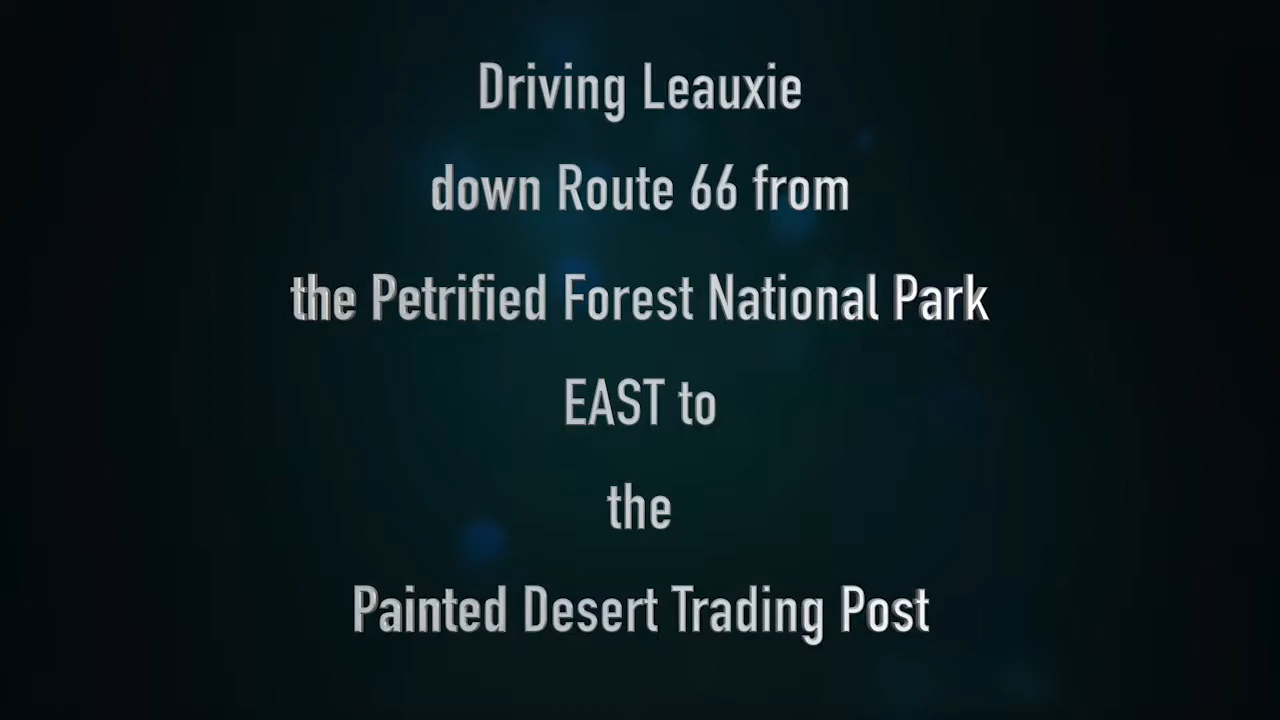 Driving Leauxie
down Route 66 from
the Petrified Forest National Park
EAST to
the
Painted Desert Trading Post